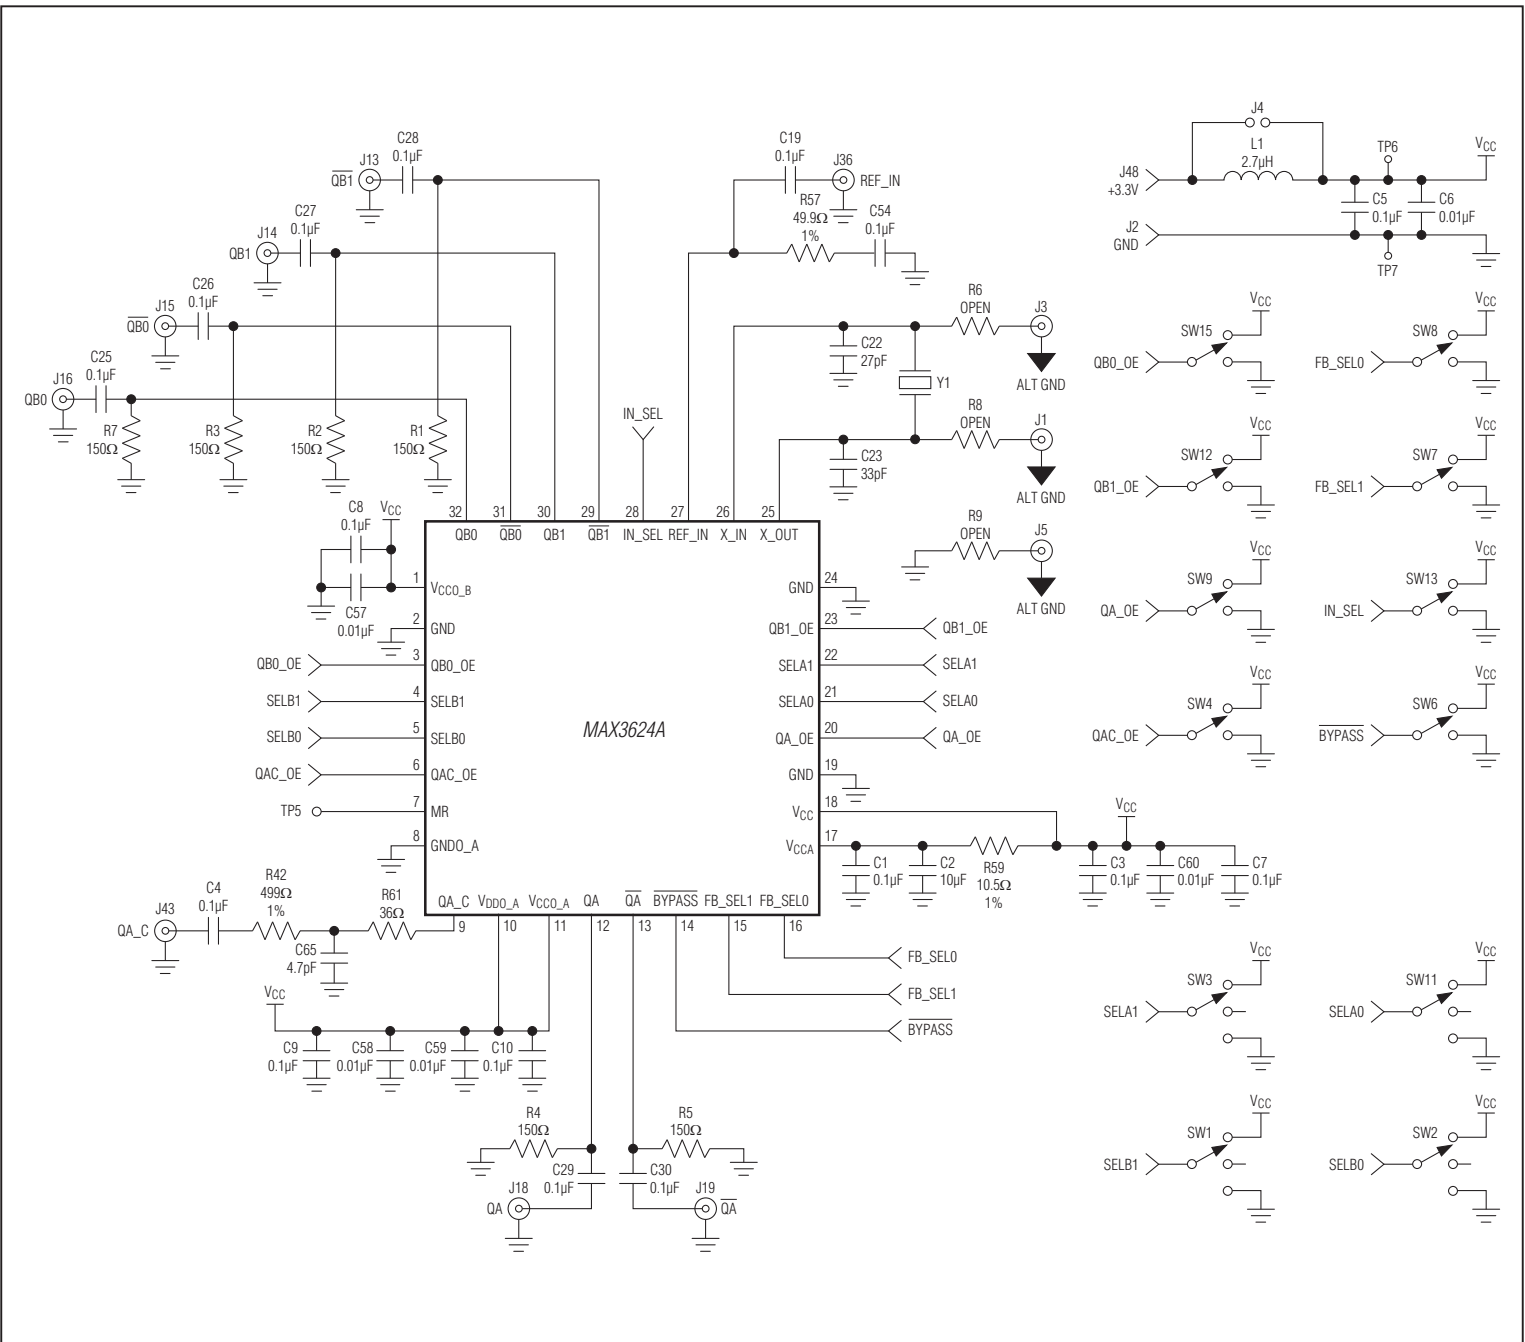 J4
L1
2.7µH
J48
+3.3V
TP6
VCC
C5
0.1µF
C6
0.01µF
J2
GND
TP7
C28
0.1µF
J13
Q̅B̅1̅
C27
0.1µF
J14
QB1
C26
0.1µF
J15
Q̅B̅0̅
C25
0.1µF
J16
QB0
R7
150Ω
R3
150Ω
R2
150Ω
R1
150Ω
C19
0.1µF
J36
REF_IN
R57
49.9Ω
1%
C54
0.1µF
R6
OPEN
J3
ALT GND
C22
27pF
Y1
R8
OPEN
J1
ALT GND
C23
33pF
R9
OPEN
J5
ALT GND
IN_SEL
C8
0.1µF
VCC
C57
0.01µF
32 31 30 29 28 27 26 25
QB0 Q̅B̅0̅ QB1 Q̅B̅1̅ IN_SEL REF_IN X_IN X_OUT
1 VCCO_B
2 GND
QB0_OE 3 QB0_OE
SELB1 4 SELB1
SELB0 5 SELB0
QAC_OE 6 QAC_OE
TP5 7 MR
8 GNDO_A
MAX3624A
GND 24
QB1_OE 23 QB1_OE
SELA1 22 SELA1
SELA0 21 SELA0
QA_OE 20 QA_OE
GND 19
VCC 18
VCCA 17
QA_C VDDO_A VCCO_A QA Q̅A̅ B̅Y̅P̅A̅S̅S̅ FB_SEL1 FB_SEL0
9 10 11 12 13 14 15 16
VCC
C1
0.1µF
C2
10µF
R59
10.5Ω
1%
C3
0.1µF
C60
0.01µF
C7
0.1µF
J43
QA_C
C4
0.1µF
R42
499Ω
1%
R61
36Ω
C65
4.7pF
VCC
C9
0.1µF
C58
0.01µF
C59
0.01µF
C10
0.1µF
FB_SEL0
FB_SEL1
B̅Y̅P̅A̅S̅S̅
R4
150Ω
R5
150Ω
C29
0.1µF
C30
0.1µF
J18
QA
J19
Q̅A̅
VCC
SW15
QB0_OE
VCC
SW8
FB_SEL0
VCC
SW12
QB1_OE
VCC
SW7
FB_SEL1
VCC
SW9
QA_OE
VCC
SW13
IN_SEL
VCC
SW4
QAC_OE
VCC
SW6
B̅Y̅P̅A̅S̅S̅
VCC
SW3
SELA1
VCC
SW11
SELA0
VCC
SW1
SELB1
VCC
SW2
SELB0